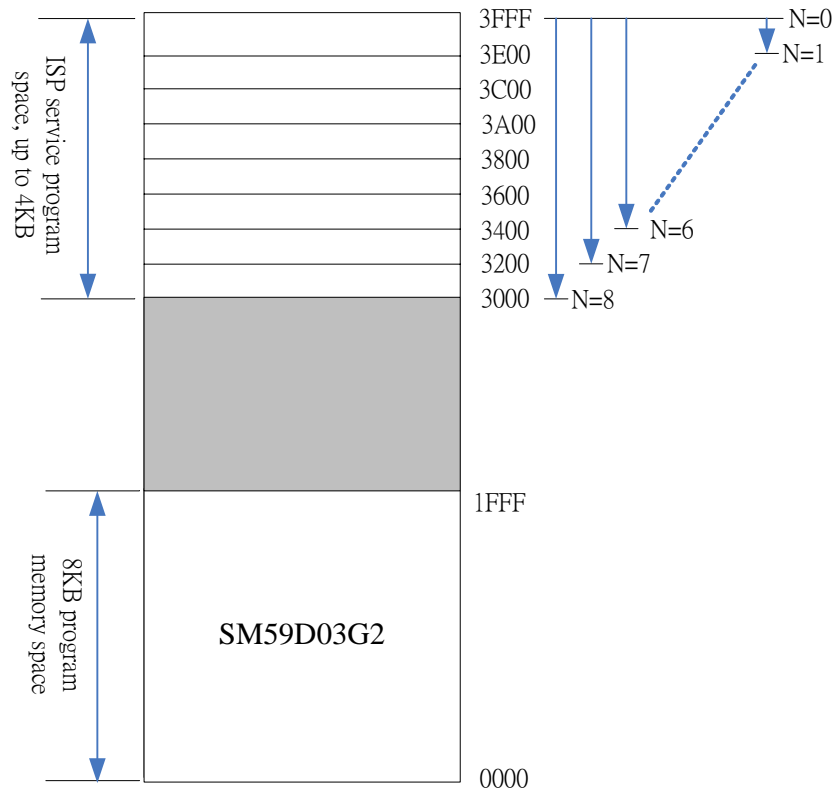 3FFF
N=0
3E00
N=1
3C00
3A00
3800
3600
3400
N=6
3200
N=7
3000
N=8
ISP service program
space, up to 4KB
1FFF
8KB program
memory space
SM59D03G2
0000